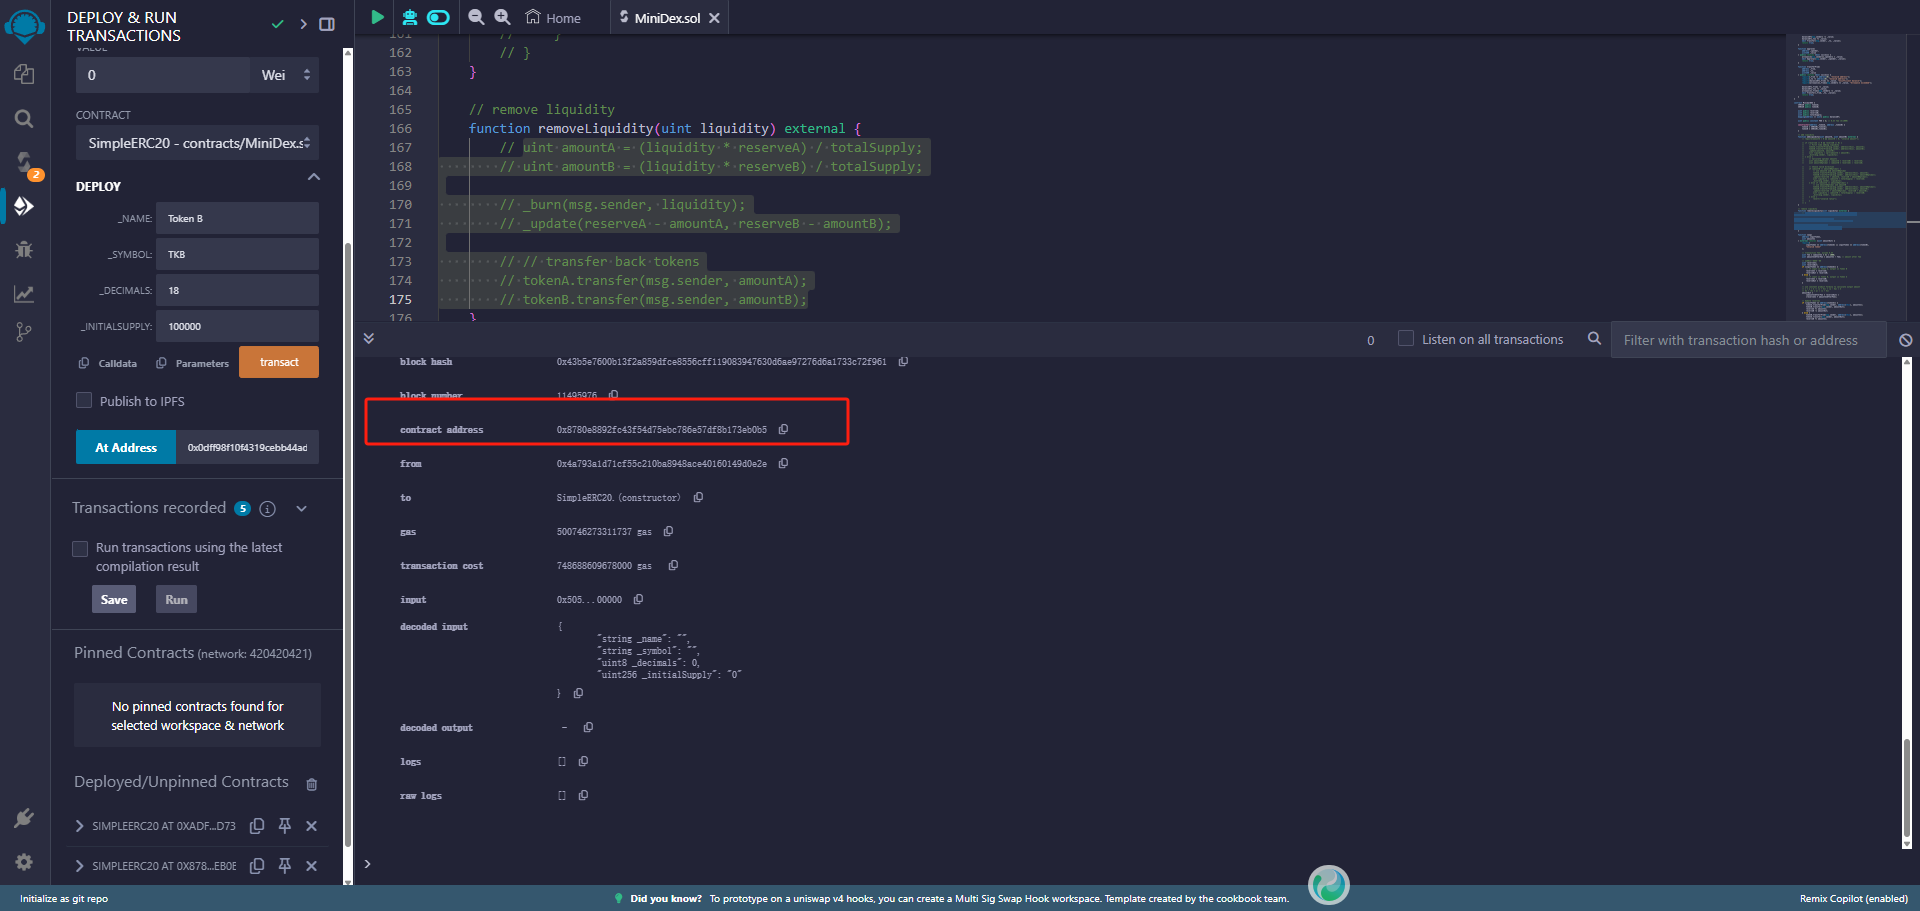 DEPLOY & RUN
TRANSACTIONS
VALUE
0
Wei
CONTRACT
SimpleERC20 - contracts/MiniDex.s
2
DEPLOY
_NAME:
Token B
_SYMBOL:
TKB
_DECIMALS:
18
_INITIALSUPPLY:
100000
Calldata
Parameters
transact
Publish to IPFS
At Address
0x0dff98f10f4319cebb44ad
Transactions recorded
5
i
Run transactions using the latest
compilation result
Save
Run
Pinned Contracts (network: 420420421)
No pinned contracts found for
selected workspace & network
Deployed/Unpinned Contracts
SIMPLEERC20 AT 0XADF...D73
SIMPLEERC20 AT 0X878...EB0E
Home
MiniDex.sol
161 // }
162 // }
163 }
164
165 // remove liquidity
166 function removeLiquidity(uint liquidity) external {
167 // uint amountA = (liquidity * reserveA) / totalSupply;
168 // uint amountB = (liquidity * reserveB) / totalSupply;
169
170 // _burn(msg.sender, liquidity);
171 // _update(reserveA - amountA, reserveB - amountB);
172
173 // // transfer back tokens
174 // tokenA.transfer(msg.sender, amountA);
175 // tokenB.transfer(msg.sender, amountB);
176 }
0
Listen on all transactions
Filter with transaction hash or address
block hash 0x43b5e7600b13f2a859dfce8556cff119083947630d6ae97276d6a1733c72f961
block number 11495976
contract address 0x8780e8892fc43f54d75ebc786e57df8b173eb0b5
from 0x4a793a1d71cf55c210ba8948ace40160149d0e2e
to SimpleERC20.(constructor)
gas 500746273311737 gas
transaction cost 748688609678000 gas
input 0x505...00000
decoded input {
"string _name": "",
"string _symbol": "",
"uint8 _decimals": 0,
"uint256 _initialSupply": "0"
}
decoded output -
logs []
raw logs []
>
Initialize as git repo
Did you know? To prototype on a uniswap v4 hooks, you can create a Multi Sig Swap Hook workspace. Template created by the cookbook team.
Remix Copilot (enabled)